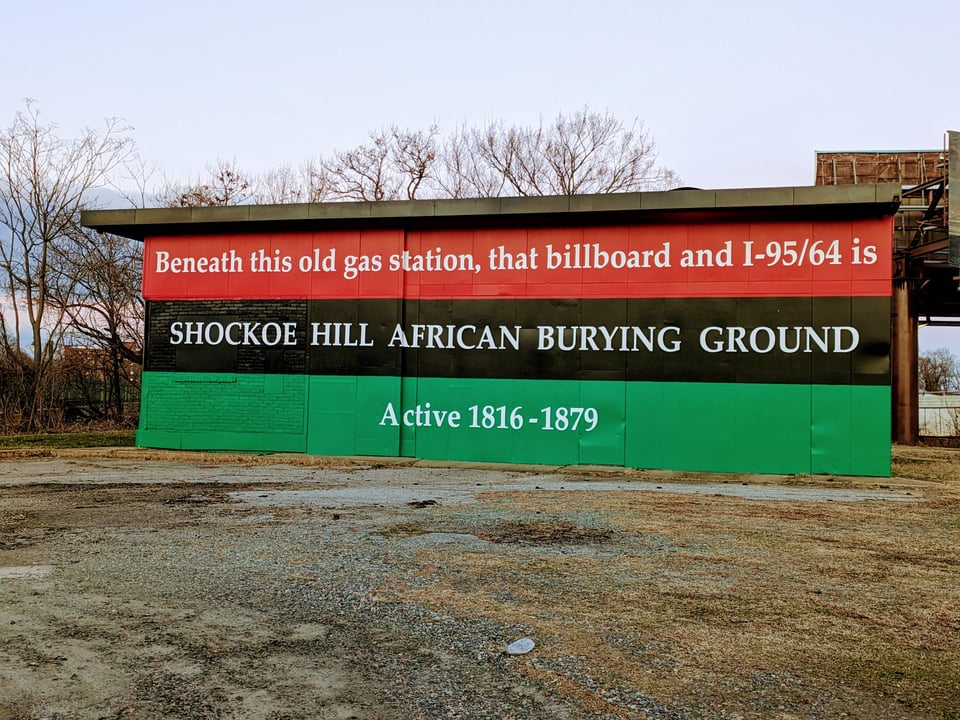 Beneath this old gas station, that billboard and I-95/64 is
SHOCKOE HILL AFRICAN BURYING GROUND
Active 1816-1879